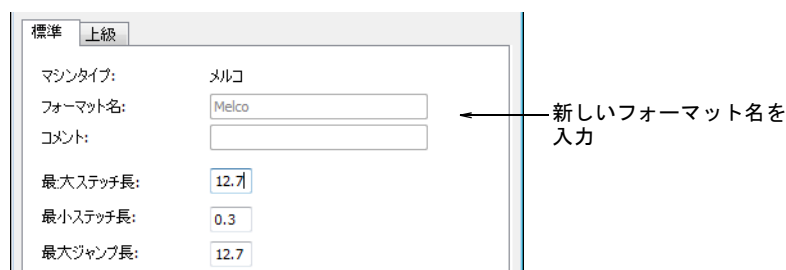 標準 上級
マシンタイプ: メルコ
フォーマット名: Melco
コメント:
最大ステッチ長: 12.7
最小ステッチ長: 0.3
最大ジャンプ長: 12.7
新しいフォーマット名を
入力